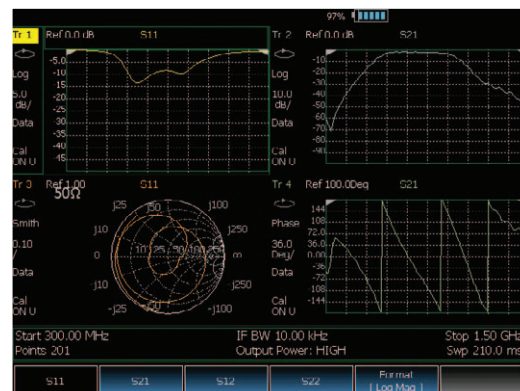 97%
Tr 1 Ref 0.0 dB S11
Log
5.0
dB/
Data
Cal
ON U
-5.0
-10
-15
-20
-25
-30
-35
-40
45
Tr 2 Ref 0.0 dB S21
Log
10.0
dB/
Data
Cal
ON U
-10
-20
-30
-40
-50
-60
-70
-80
-90
Tr 3 Ref 1.00 S11
50Ω
Smith
0.10
/
Data
Cal
ON U
j25 j50 j100
j10 j250
0 10 25 50 100 250 ∞
-j10 -j250
-j25 -j50 -j100
Tr 4 Ref 100.0Deg S21
Phase
36.0
Deg/
Data
Cal
ON U
144
108
72.0
36.0
0.00
-36
-72
-108
-144
Start 300.00 MHz IF BW 10.00 kHz Stop 1.50 GHz
Points 201 Output Power: HIGH Swp 210.0 ms
S11 S21 S12 S22 Format
[ Log Mag ]